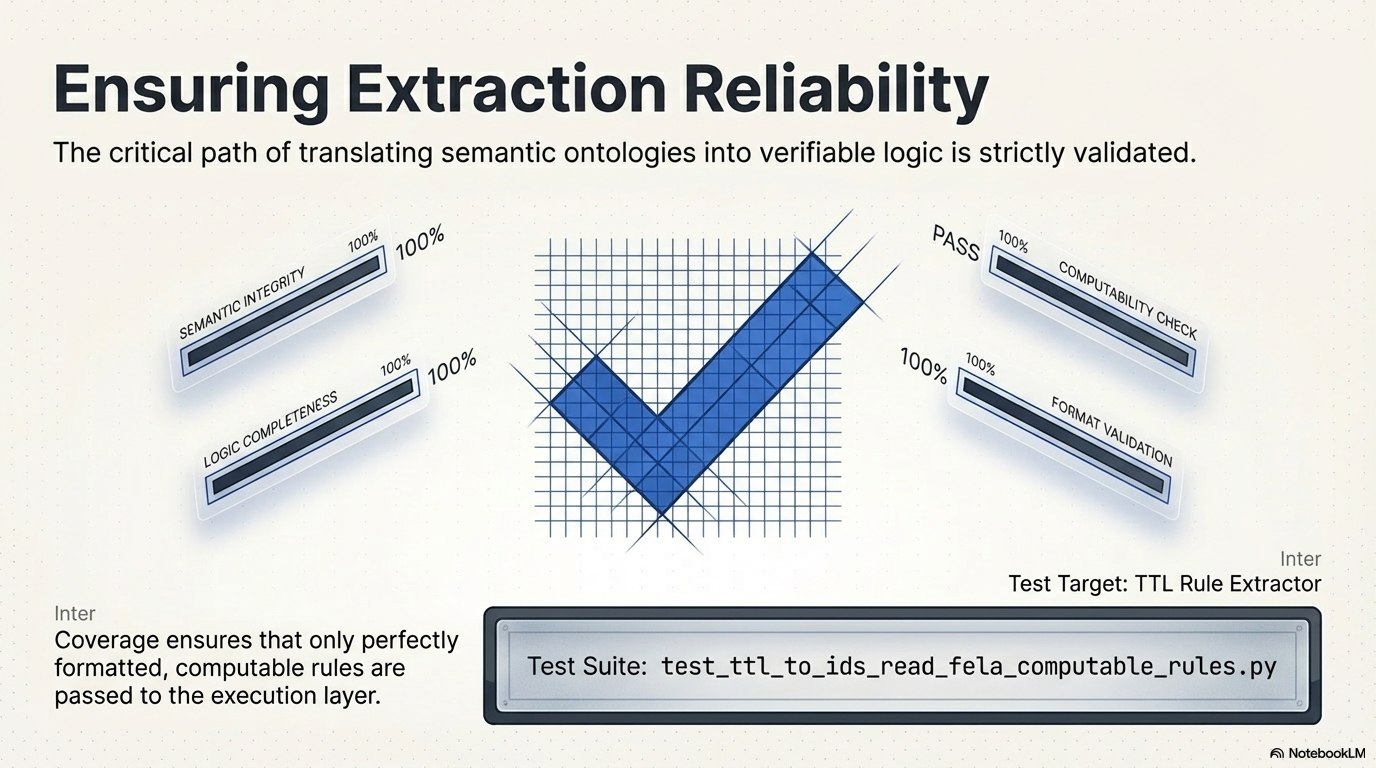 Ensuring Extraction Reliability
The critical path of translating semantic ontologies into verifiable logic is strictly validated.
SEMANTIC INTEGRITY
100%
100%
LOGIC COMPLETENESS
100%
100%
PASS
100%
COMPUTABILITY CHECK
100%
100%
FORMAT VALIDATION
Inter
Test Target: TTL Rule Extractor
Inter
Coverage ensures that only perfectly
formatted, computable rules are
passed to the execution layer.
Test Suite: test_ttl_to_ids_read_fela_computable_rules.py
NotebookLM